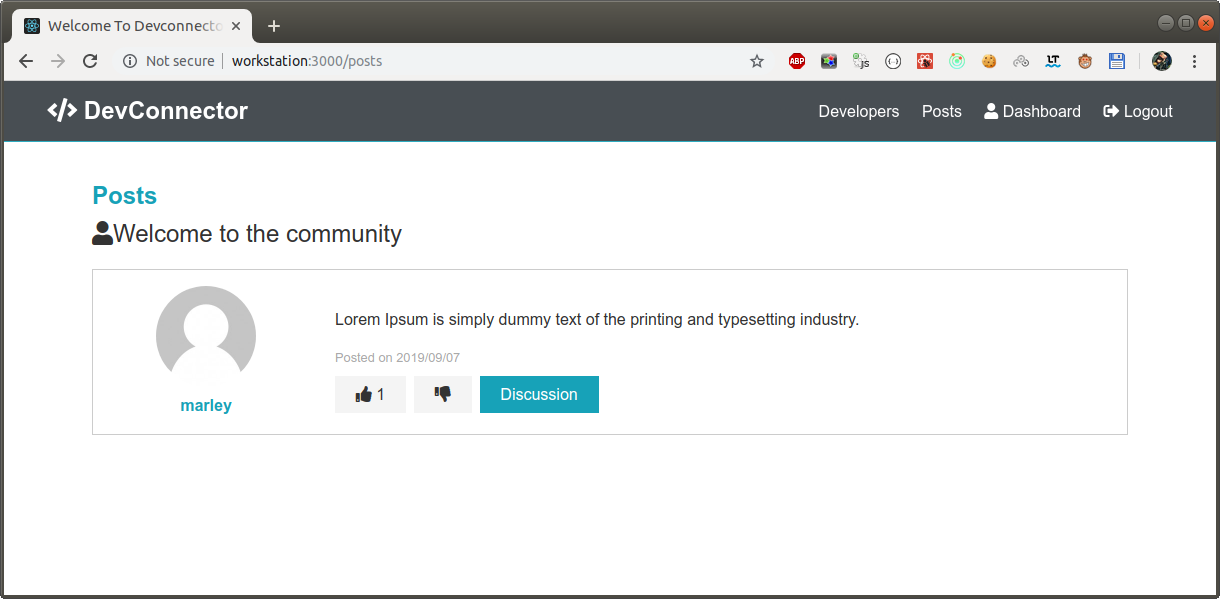 Welcome To Devconnecto
Not secure workstation:3000/posts
ABP
js
LT
</> DevConnector
Developers Posts Dashboard Logout
Posts
Welcome to the community
Lorem Ipsum is simply dummy text of the printing and typesetting industry.
Posted on 2019/09/07
1 Discussion
marley